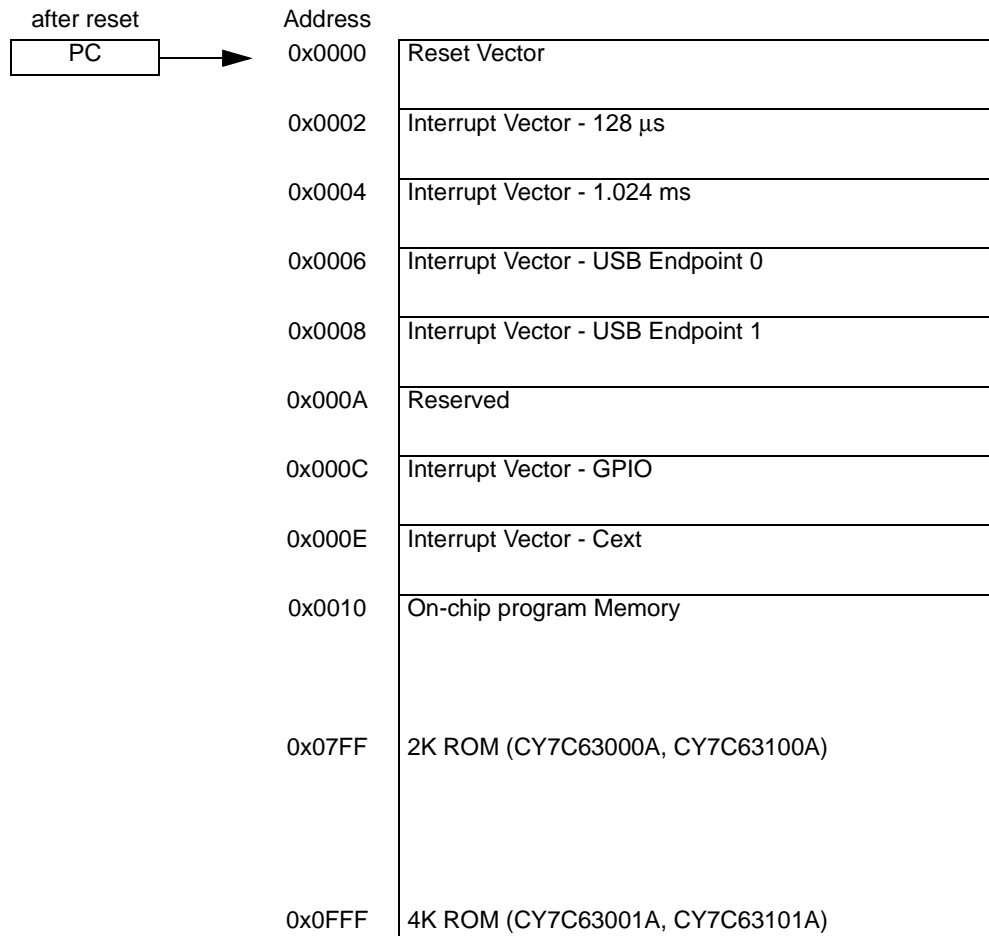 after reset Address
PC 0x0000 Reset Vector
0x0002 Interrupt Vector - 128 µs
0x0004 Interrupt Vector - 1.024 ms
0x0006 Interrupt Vector - USB Endpoint 0
0x0008 Interrupt Vector - USB Endpoint 1
0x000A Reserved
0x000C Interrupt Vector - GPIO
0x000E Interrupt Vector - Cext
0x0010 On-chip program Memory
0x07FF 2K ROM (CY7C63000A, CY7C63100A)
0x0FFF 4K ROM (CY7C63001A, CY7C63101A)